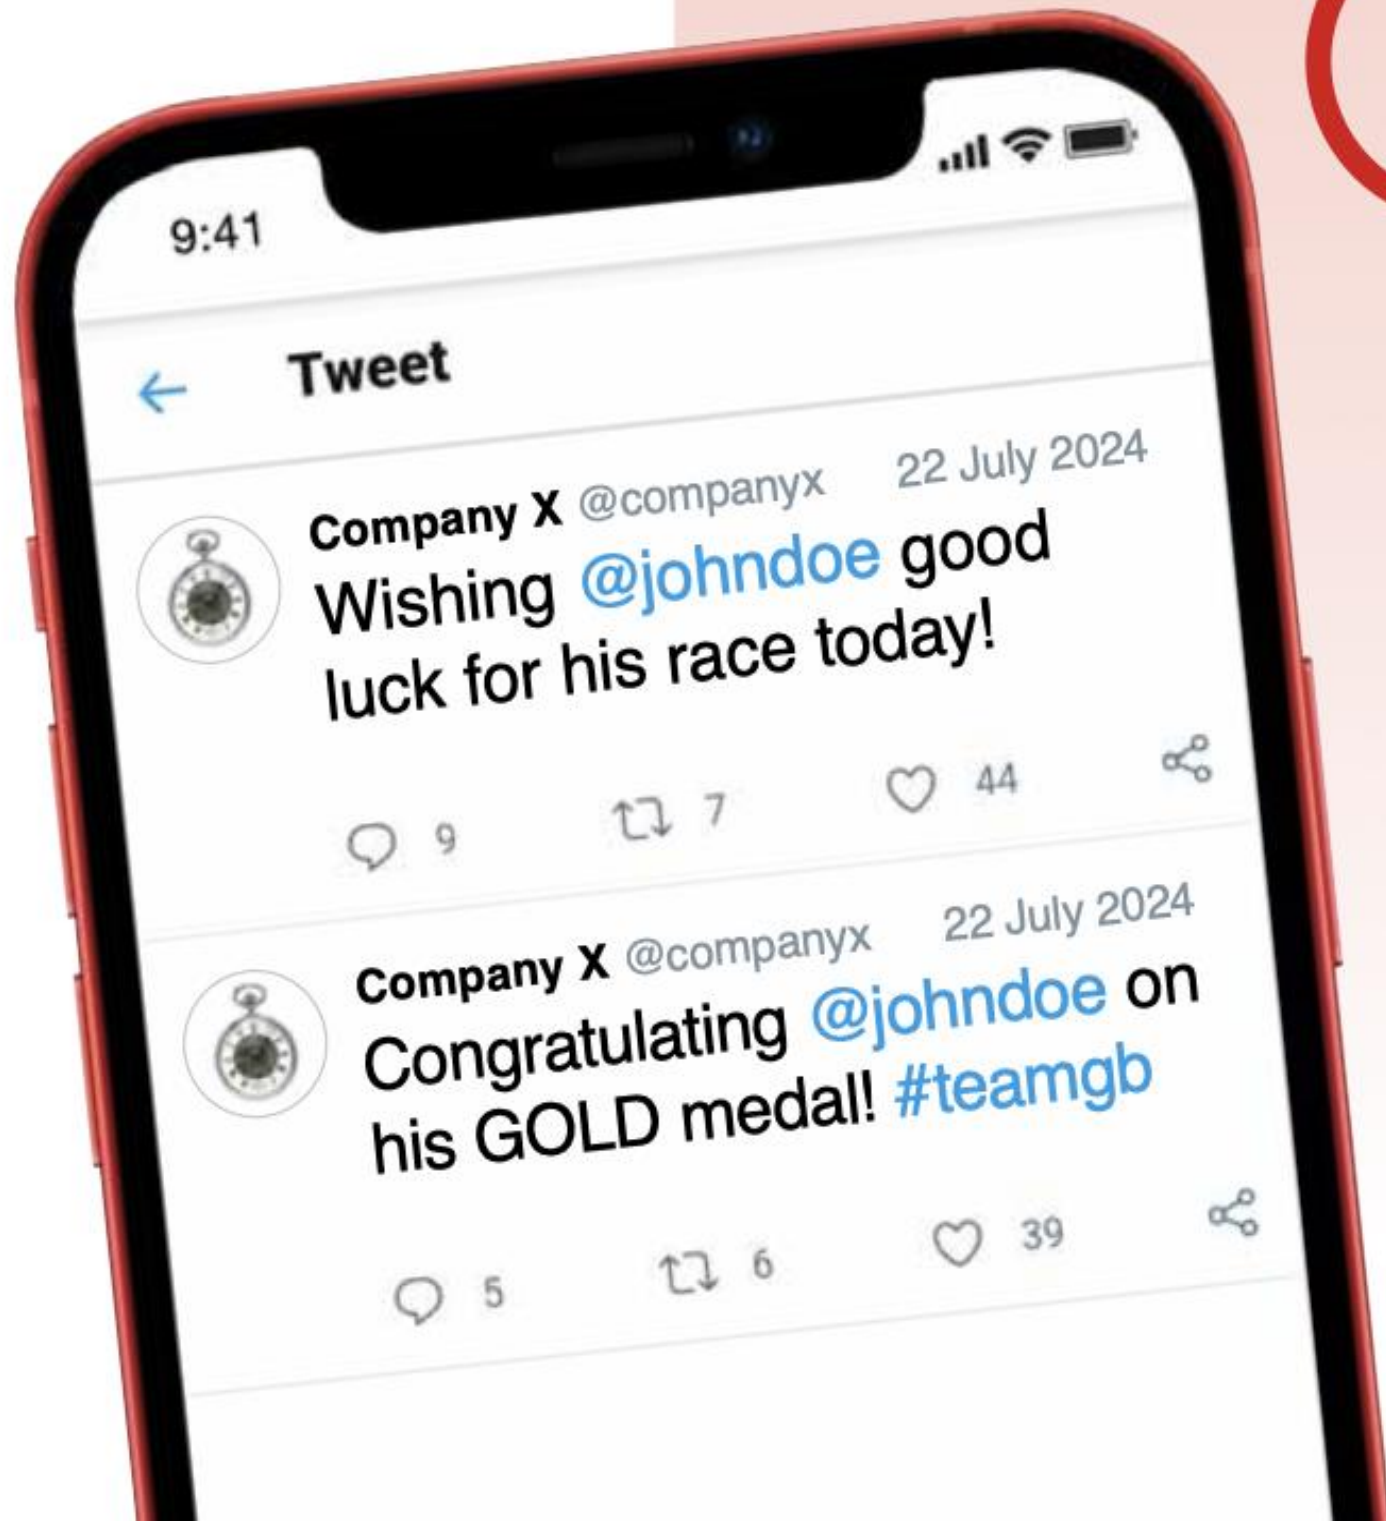 9:41
Tweet
Company X @companyx 22 July 2024
Wishing @johndoe good
luck for his race today!
9 7 44
Company X @companyx 22 July 2024
Congratulating @johndoe on
his GOLD medal! #teamgb
5 6 39